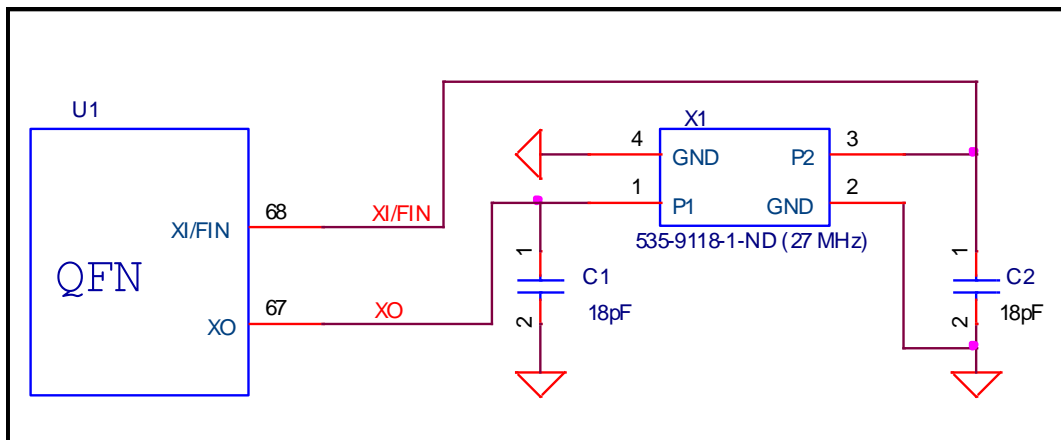 U1
X1
4
GND
P2
3
1
P1
GND
2
535-9118-1-ND (27 MHz)
68
XI/FIN
XI/FIN
QFN
67
XO
XO
1
C1
18pF
2
1
C2
18pF
2